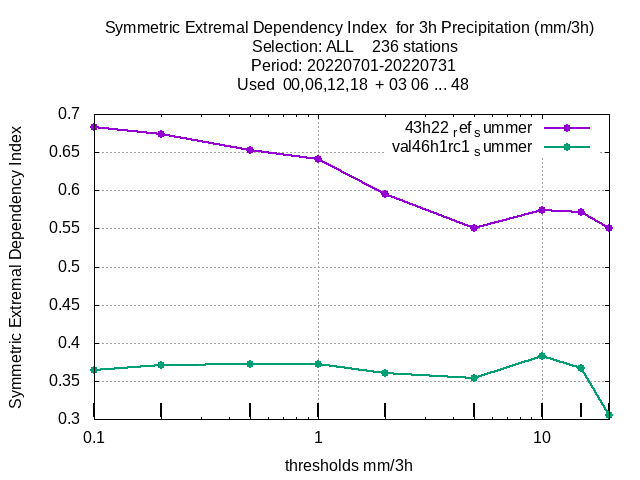 Symmetric Extremal Dependency Index for 3h Precipitation (mm/3h)
Selection: ALL 236 stations
Period: 20220701-20220731
Used 00,06,12,18 + 03 06 ... 48
43h22 ref summer
val46h1rc1 summer
Symmetric Extremal Dependency Index
0.7
0.65
0.6
0.55
0.5
0.45
0.4
0.35
0.3
0.1 1 10
thresholds mm/3h